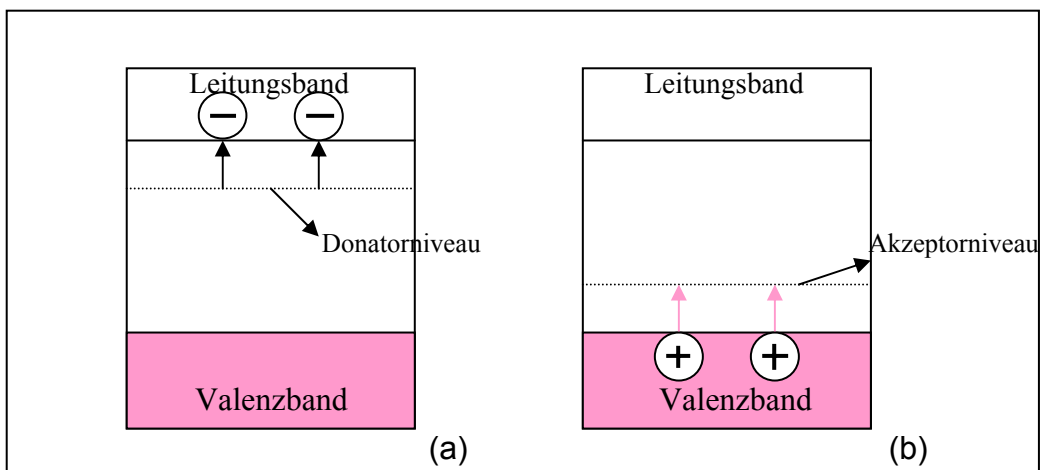 Leitungsband
− −
Donatorniveau
Valenzband
(a)
Leitungsband
Akzeptorniveau
+ +
Valenzband
(b)